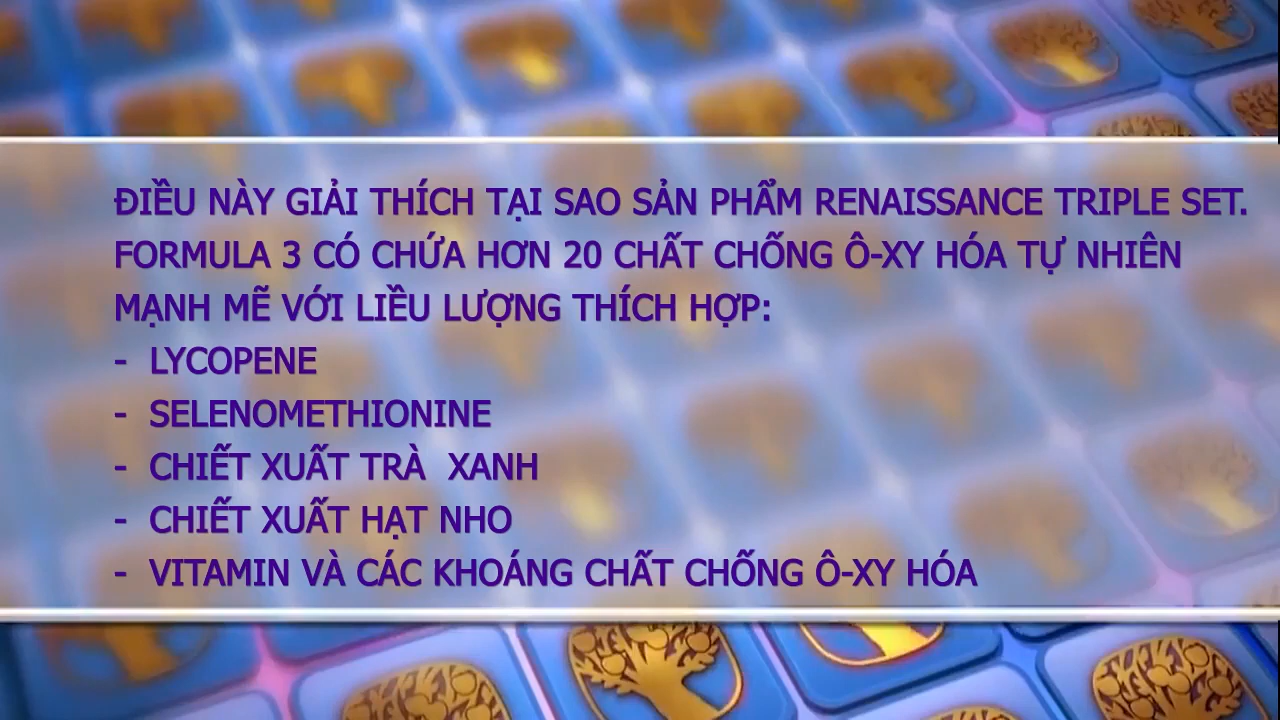 ĐIỀU NÀY GIẢI THÍCH TẠI SAO SẢN PHẨM RENAISSANCE TRIPLE SET.
FORMULA 3 CÓ CHỨA HƠN 20 CHẤT CHỐNG Ô-XY HÓA TỰ NHIÊN
MẠNH MẼ VỚI LIỀU LƯỢNG THÍCH HỢP:
- LYCOPENE
- SELENOMETHIONINE
- CHIẾT XUẤT TRÀ XANH
- CHIẾT XUẤT HẠT NHO
- VITAMIN VÀ CÁC KHOÁNG CHẤT CHỐNG Ô-XY HÓA